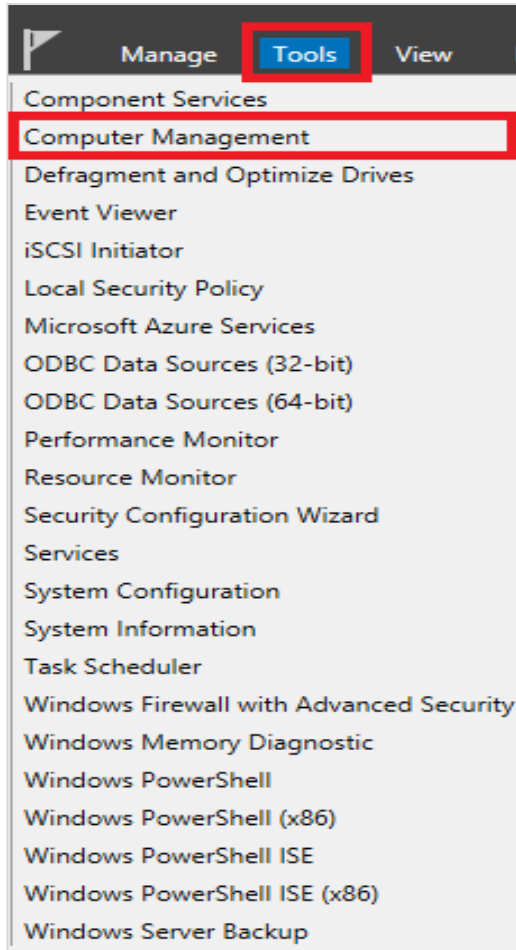 Manage Tools View
Component Services
Computer Management
Defragment and Optimize Drives
Event Viewer
iSCSI Initiator
Local Security Policy
Microsoft Azure Services
ODBC Data Sources (32-bit)
ODBC Data Sources (64-bit)
Performance Monitor
Resource Monitor
Security Configuration Wizard
Services
System Configuration
System Information
Task Scheduler
Windows Firewall with Advanced Security
Windows Memory Diagnostic
Windows PowerShell
Windows PowerShell (x86)
Windows PowerShell ISE
Windows PowerShell ISE (x86)
Windows Server Backup